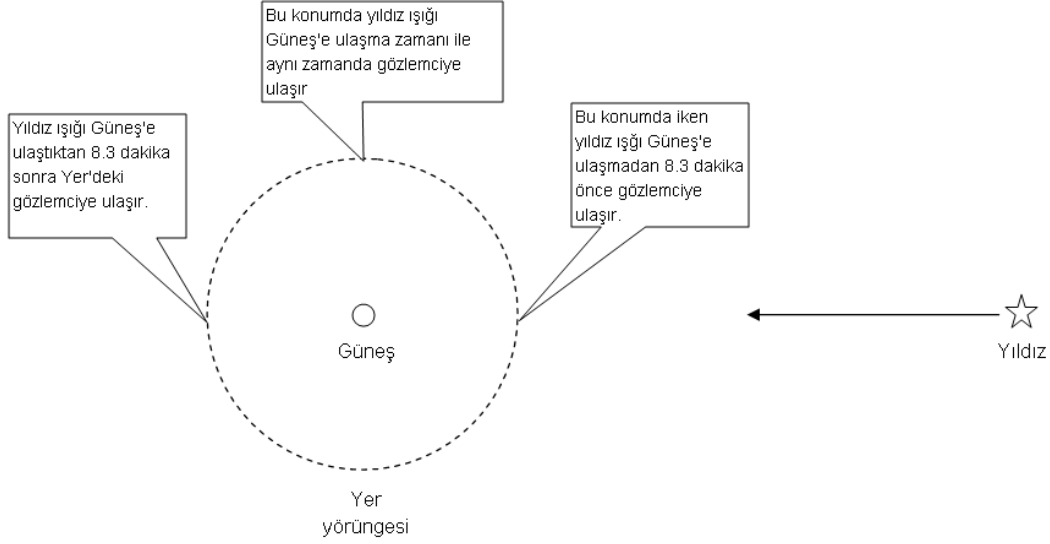 Bu konumda yıldız ışığı
Güneş'e ulaşma zamanı ile
aynı zamanda gözlemciye
ulaşır
Yıldız ışığı Güneş'e
ulaştıktan 8.3 dakika
sonra Yer'deki
gözlemciye ulaşır.
Bu konumda iken
yıldız ışğı Güneş'e
ulaşmadan 8.3 dakika
önce gözlemciye
ulaşır.
Güneş
Yıldız
Yer
yörüngesi